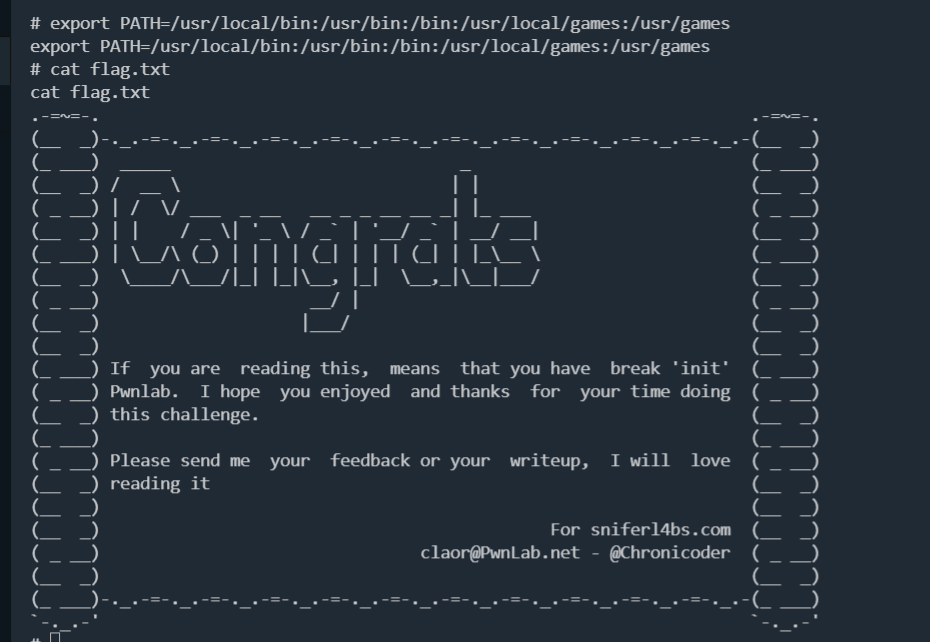 # export PATH=/usr/local/bin:/usr/bin:/bin:/usr/local/games:/usr/games
export PATH=/usr/local/bin:/usr/bin:/bin:/usr/local/games:/usr/games
# cat flag.txt
cat flag.txt
Congrats
If you are reading this, means that you have break 'init'
Pwnlab. I hope you enjoyed and thanks for your time doing
this challenge.
Please send me your feedback or your writeup, I will love
reading it
For sniferl4bs.com
claor@PwnLab.net - @Chronicoder
#